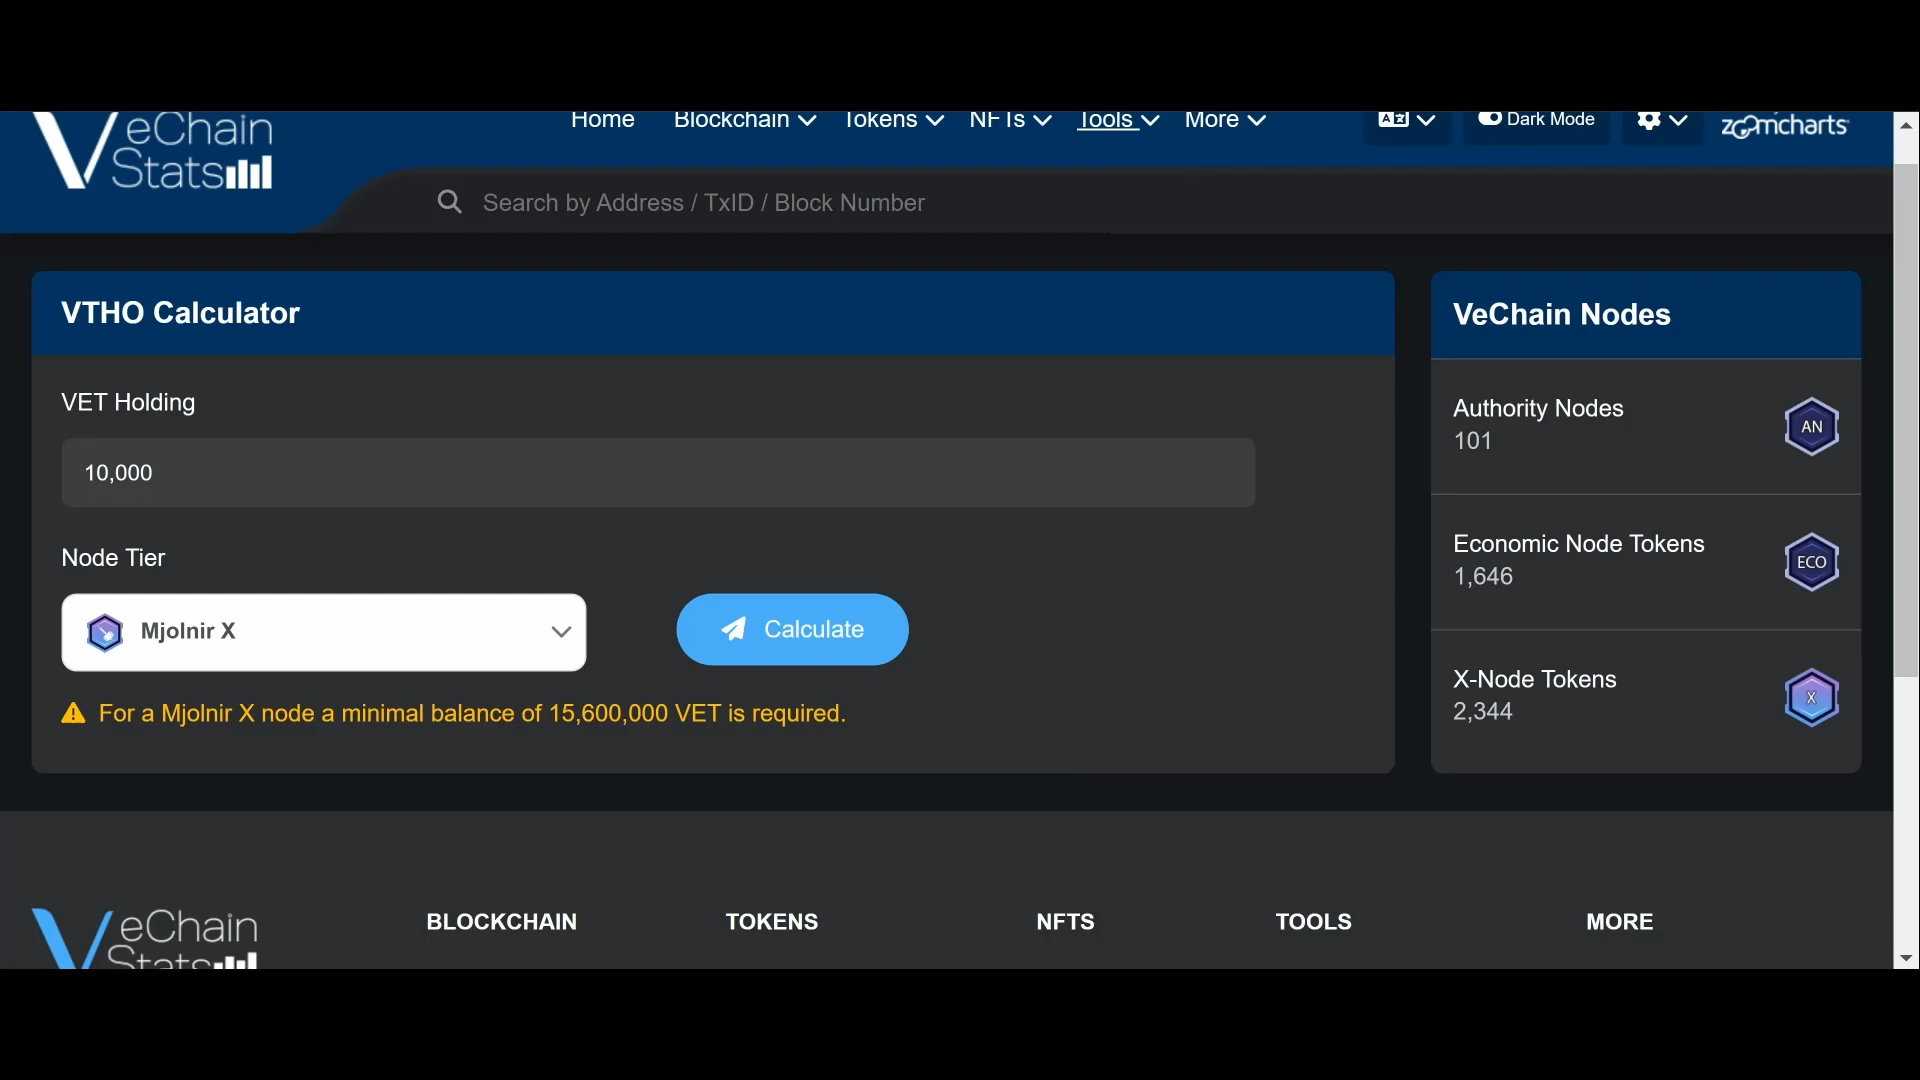 VeChain
Stats
Home Blockchain Tokens NFTs Tools More Dark Mode zoomcharts
Search by Address / TxID / Block Number
VTHO Calculator
VeChain Nodes
VET Holding
10,000
Authority Nodes
101
AN
Node Tier
Mjolnir X
Calculate
Economic Node Tokens
1,646
ECO
For a Mjolnir X node a minimal balance of 15,600,000 VET is required.
X-Node Tokens
2,344
X
VeChain
Stats
BLOCKCHAIN TOKENS NFTS TOOLS MORE